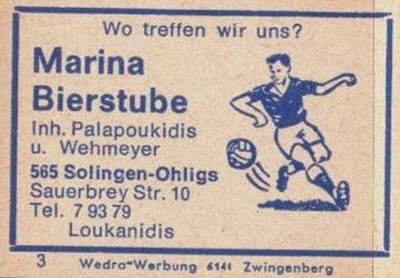 Wo treffen wir uns?
Marina
Bierstube
Inh. Palapoukidis
u. Wehmeyer
565 Solingen-Ohligs
Sauerbrey Str. 10
Tel. 7 93 79
Loukanidis
3 Wedra-Werbung 6141 Zwingenberg